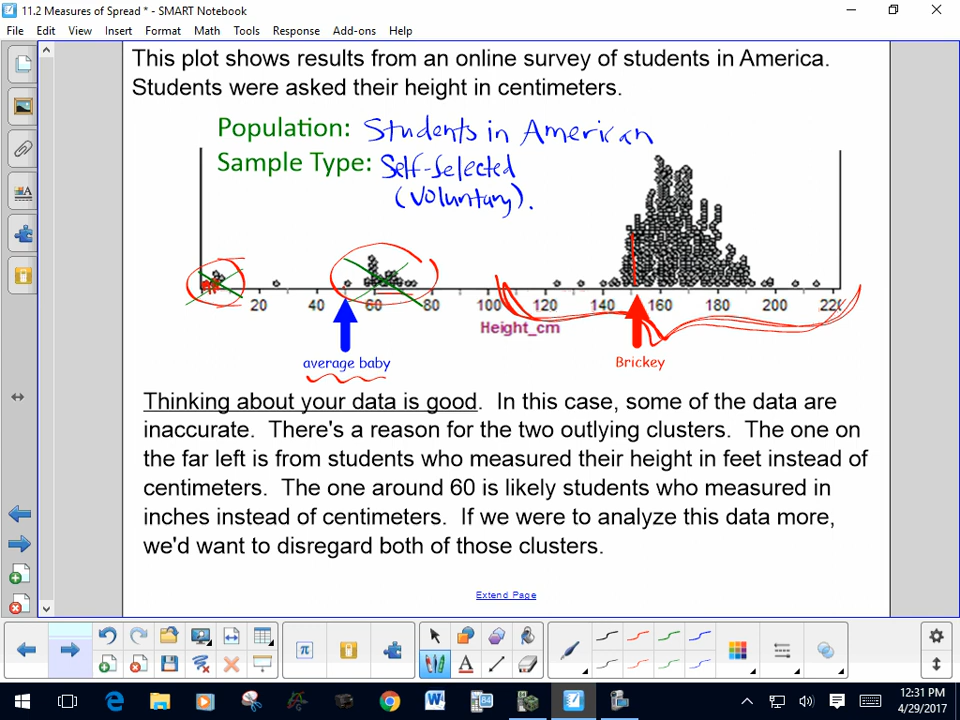 11.2 Measures of Spread * - SMART Notebook
File Edit View Insert Format Math Tools Response Add-ons Help
This plot shows results from an online survey of students in America.
Students were asked their height in centimeters.
Population: Students in American
Sample Type: Self-Selected
(Voluntary).
20 40 60 80 100 120 140 160 180 200 22
Height_cm
average baby
Brickey
Thinking about your data is good. In this case, some of the data are
inaccurate. There's a reason for the two outlying clusters. The one on
the far left is from students who measured their height in feet instead of
centimeters. The one around 60 is likely students who measured in
inches instead of centimeters. If we were to analyze this data more,
we'd want to disregard both of those clusters.
Extend Page
12:31 PM
4/29/2017